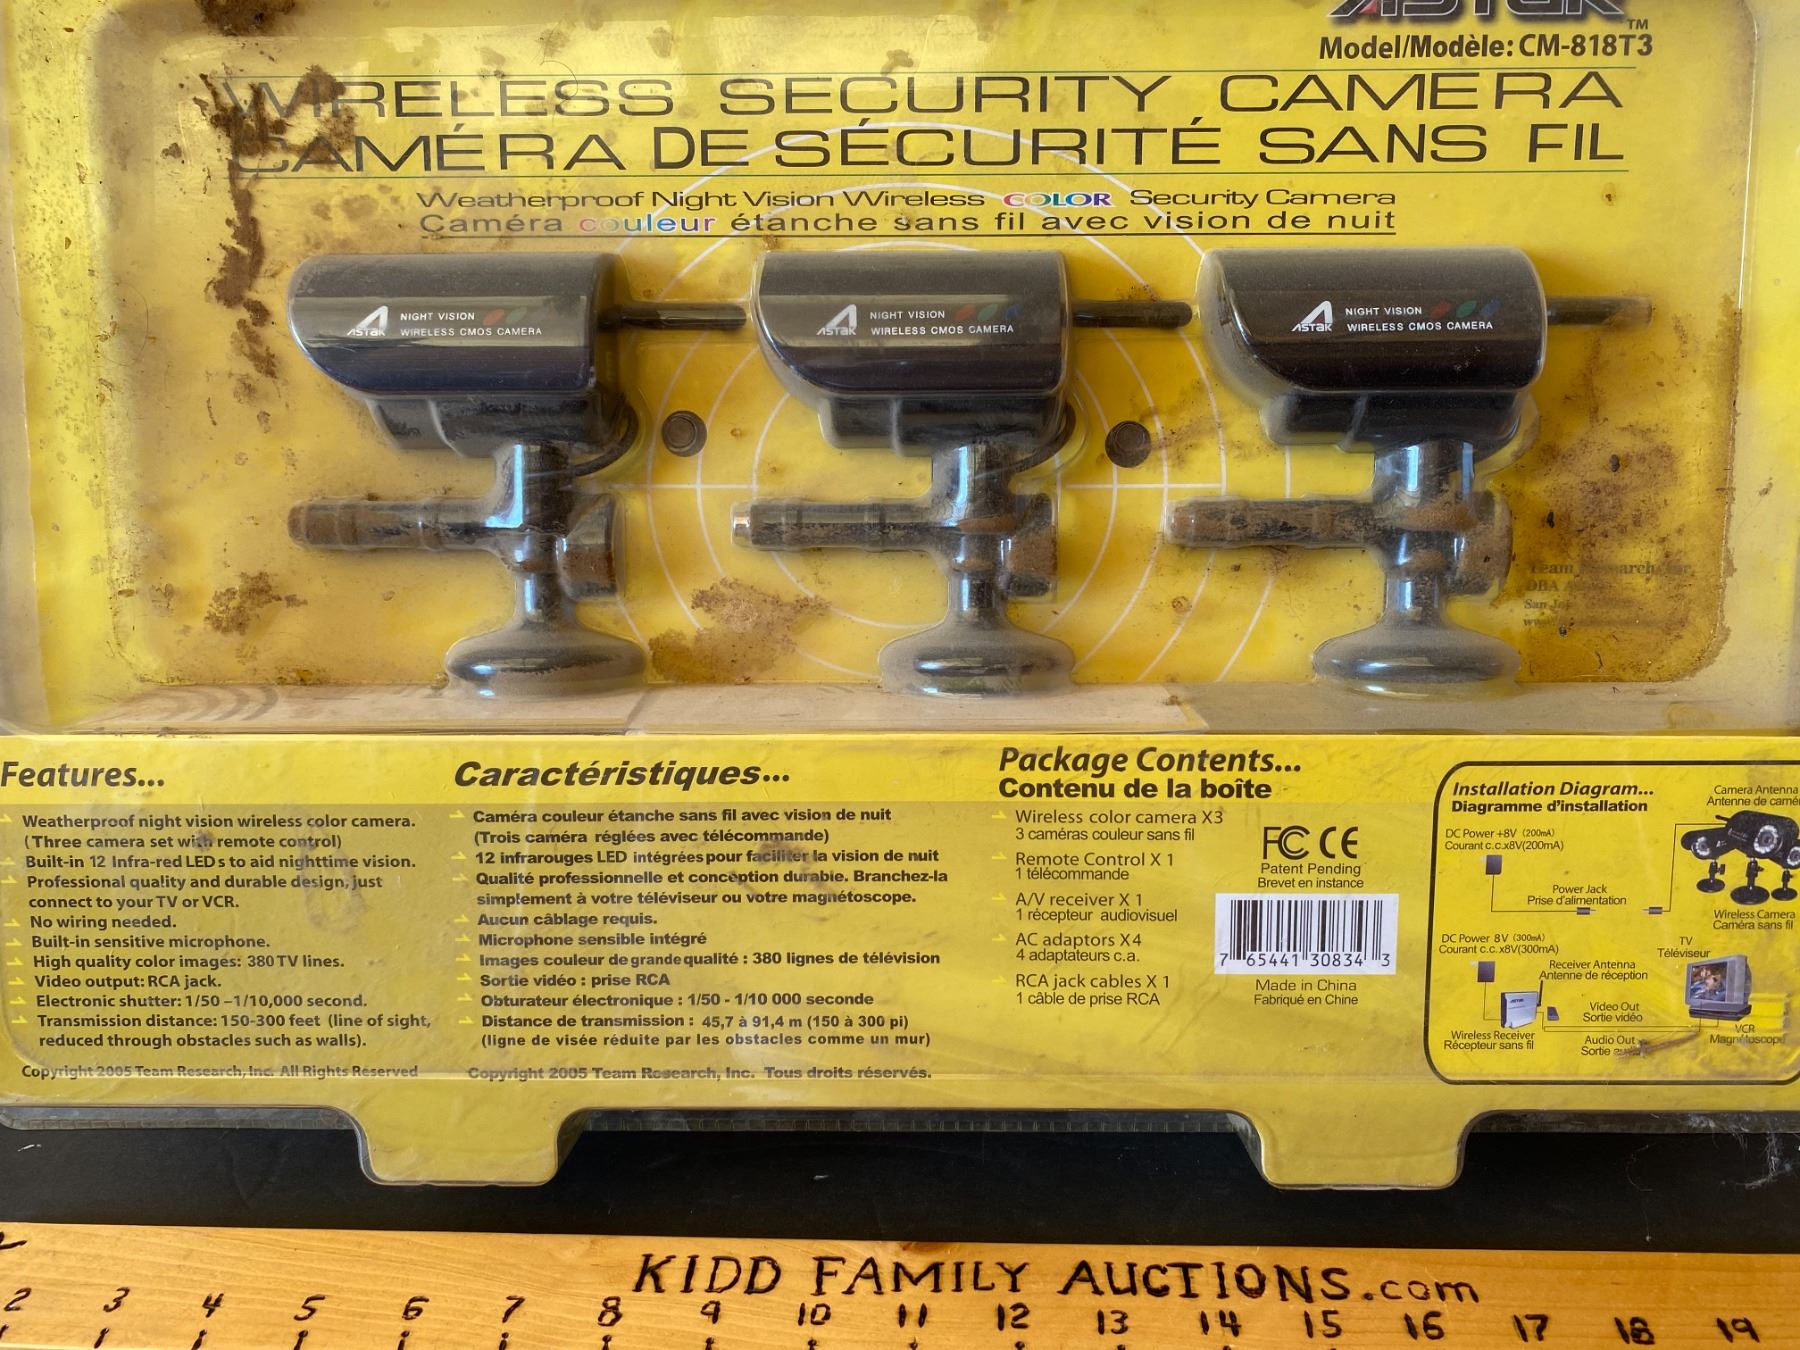 ASTAK™
Model/Modèle: CM-818T3
WIRELESS SECURITY CAMERA
CAMÉRA DE SÉCURITÉ SANS FIL
Weatherproof Night Vision Wireless COLOR Security Camera
Caméra couleur étanche sans fil avec vision de nuit
ASTAK NIGHT VISION
WIRELESS CMOS CAMERA
ASTAK NIGHT VISION
WIRELESS CMOS CAMERA
ASTAK NIGHT VISION
WIRELESS CMOS CAMERA
Team
DBA
San
Features...
Weatherproof night vision wireless color camera.
(Three camera set with remote control)
Built-in 12 Infra-red LEDs to aid nighttime vision.
Professional quality and durable design, just
connect to your TV or VCR.
No wiring needed.
Built-in sensitive microphone.
High quality color images: 380 TV lines.
Video output: RCA jack.
Electronic shutter: 1/50 –1/10,000 second.
Transmission distance: 150-300 feet (line of sight,
reduced through obstacles such as walls).
Copyright 2005 Team Research, Inc. All Rights Reserved
Caractéristiques...
Caméra couleur étanche sans fil avec vision de nuit
(Trois caméra réglées avec télécommande)
12 infrarouges LED intégrées pour faciliter la vision de nuit
Qualité professionnelle et conception durable. Branchez-la
simplement à votre téléviseur ou votre magnétoscope.
Aucun câblage requis.
Microphone sensible intégré
Images couleur de grande qualité : 380 lignes de télévision
Sortie vidéo : prise RCA
Obturateur électronique : 1/50 - 1/10 000 seconde
Distance de transmission : 45,7 à 91,4 m (150 à 300 pi)
(ligne de visée réduite par les obstacles comme un mur)
Copyright 2005 Team Research, Inc. Tous droits réservés.
Package Contents...
Contenu de la boîte
Wireless color camera X3
3 caméras couleur sans fil
Remote Control X 1
1 télécommande
A/V receiver X 1
1 récepteur audiovisuel
AC adaptors X4
4 adaptateurs c.a.
RCA jack cables X 1
1 câble de prise RCA
FC CE
Patent Pending
Brevet en instance
7 65441 30834 3
Made in China
Fabriqué en Chine
Installation Diagram...
Diagramme d'installation
Camera Antenna
Antenne de camér
DC Power +8V (200mA)
Courant c.c.x8V(200mA)
Power Jack
Prise d'alimentation
Wireless Camera
Caméra sans fil
DC Power 8V (300mA)
Courant c.c.x8V(300mA)
TV
Téléviseur
Receiver Antenna
Antenne de réception
Video Out
Sortie vidéo
Wireless Receiver
Récepteur sans fil
Audio Out
Sortie
VCR
Magnétoscope
KIDD FAMILY AUCTIONS.com
2 3 4 5 6 7 8 9 10 11 12 13 14 15 16 17 18 19